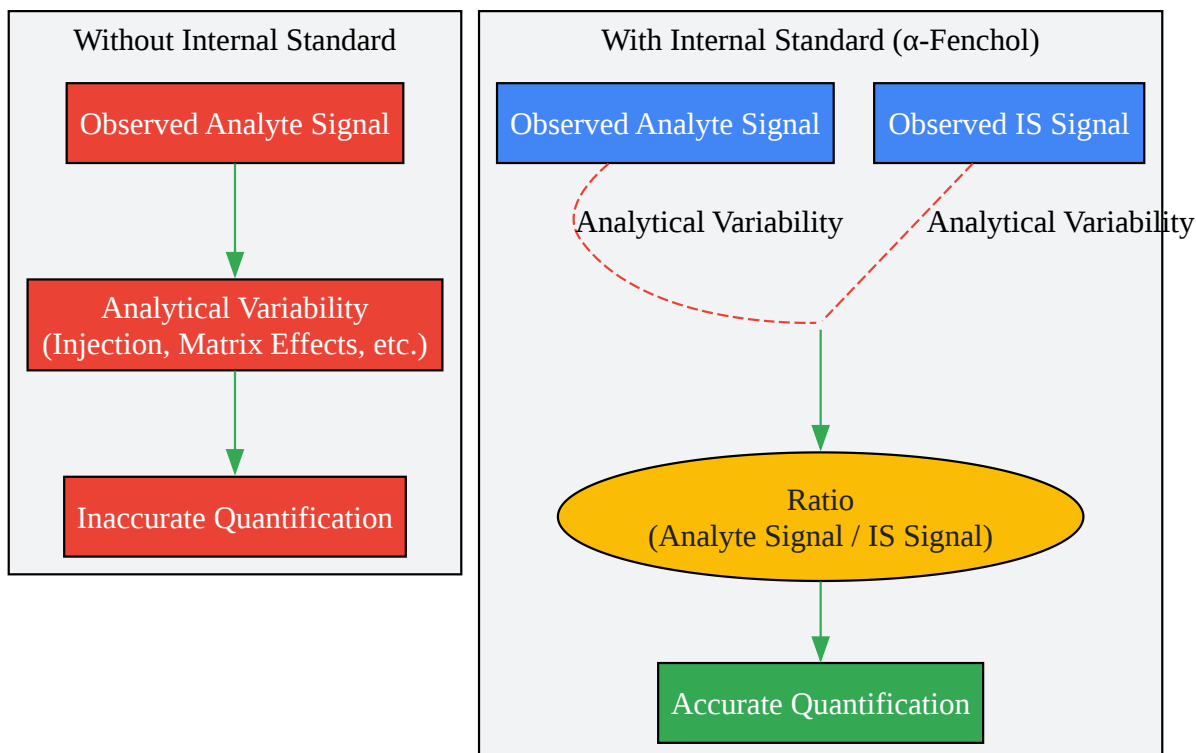 Without Internal Standard
Observed Analyte Signal
Analytical Variability
(Injection, Matrix Effects, etc.)
Inaccurate Quantification
With Internal Standard (α-Fenchol)
Observed Analyte Signal
Observed IS Signal
Analytical Variability
Analytical Variability
Ratio
(Analyte Signal / IS Signal)
Accurate Quantification